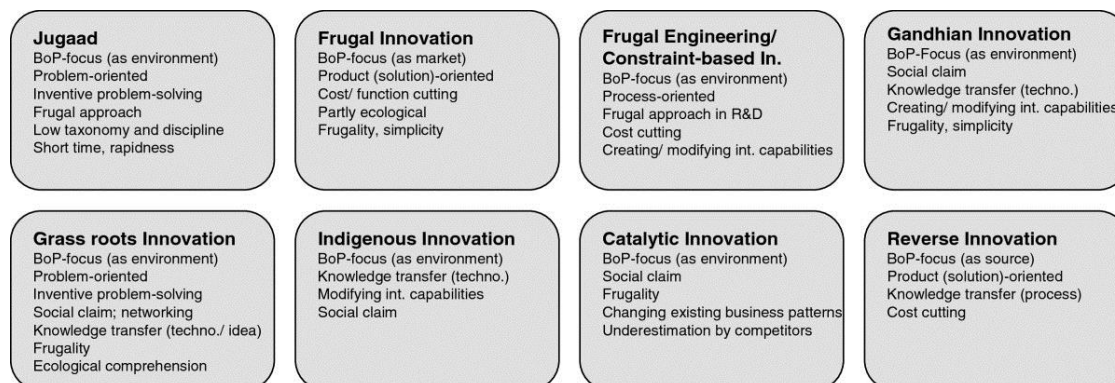 Jugaad
BoP-focus (as environment)
Problem-oriented
Inventive problem-solving
Frugal approach
Low taxonomy and discipline
Short time, rapidness
Frugal Innovation
BoP-focus (as market)
Product (solution)-oriented
Cost/ function cutting
Partly ecological
Frugality, simplicity
Frugal Engineering/
Constraint-based In.
BoP-focus (as environment)
Process-oriented
Frugal approach in R&D
Cost cutting
Creating/ modifying int. capabilities
Gandhian Innovation
BoP-Focus (as environment)
Social claim
Knowledge transfer (techno.)
Creating/ modifying int. capabilities
Frugality, simplicity
Grass roots Innovation
BoP-focus (as environment)
Problem-oriented
Inventive problem-solving
Social claim; networking
Knowledge transfer (techno./ idea)
Frugality
Ecological comprehension
Indigenous Innovation
BoP-focus (as environment)
Knowledge transfer (techno.)
Modifying int. capabilities
Social claim
Catalytic Innovation
BoP-focus (as environment)
Social claim
Frugality
Changing existing business patterns
Underestimation by competitors
Reverse Innovation
BoP-focus (as source)
Product (solution)-oriented
Knowledge transfer (process)
Cost cutting